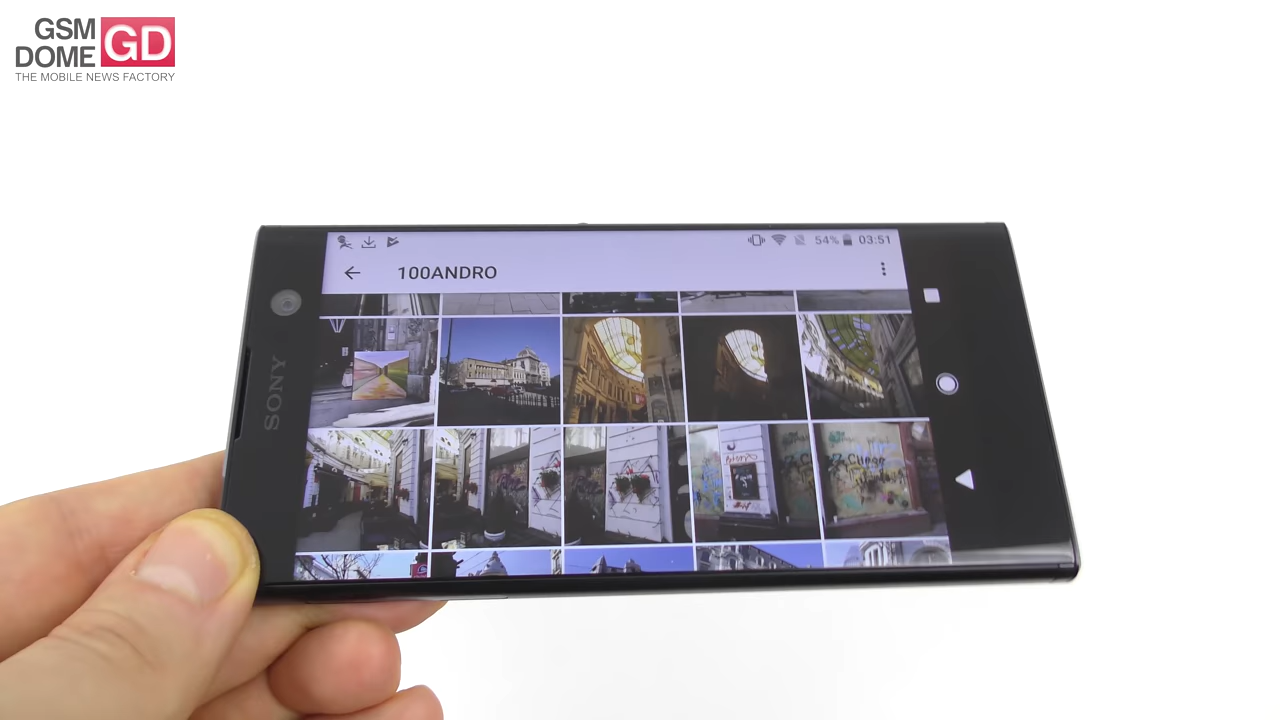 GSM
DOME
GD
THE MOBILE NEWS FACTORY
54% 03:51
100ANDRO
SONY